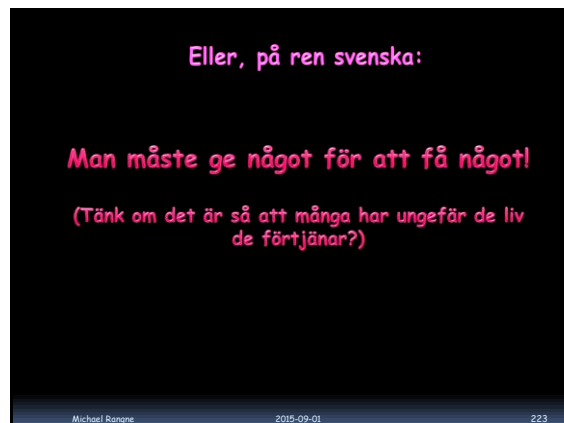 Eller, på ren svenska:
Man måste ge något för att få något!
(Tänk om det är så att många har ungefär de liv
de förtjänar?)
Michael Rangne 2015-09-01 223